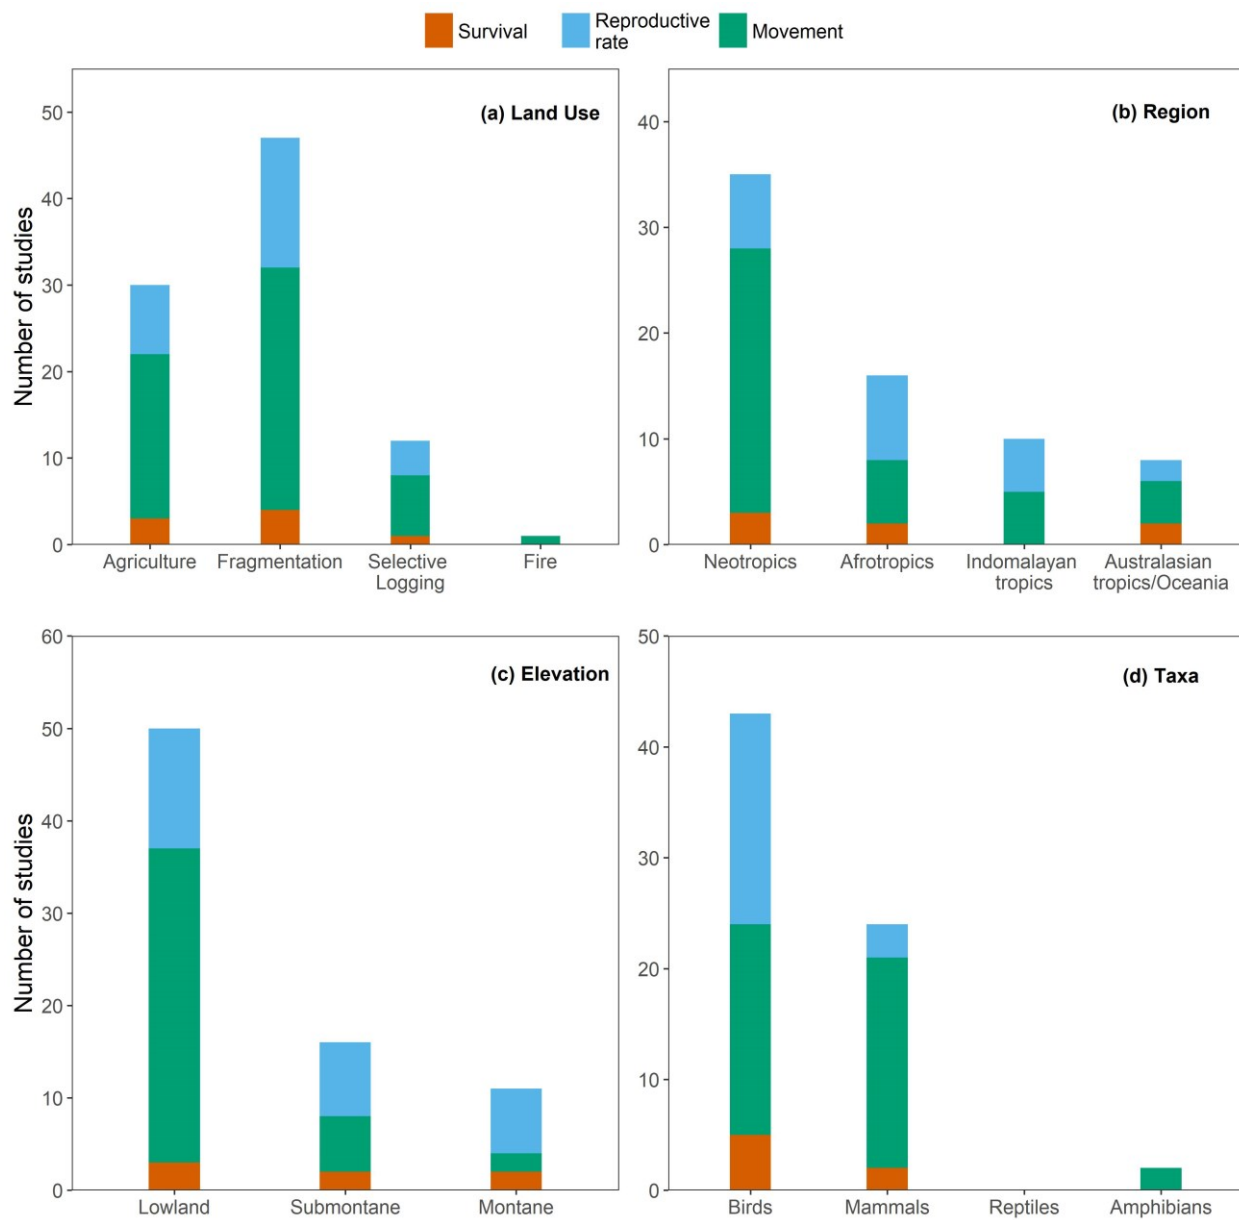 Survival
Reproductive
rate
Movement
(a) Land Use
Number of studies
50
40
30
20
10
0
Agriculture
Fragmentation
Selective
Logging
Fire
(b) Region
40
30
20
10
0
Neotropics
Afrotropics
Indomalayan
tropics
Australasian
tropics/Oceania
(c) Elevation
Number of studies
60
50
40
30
20
10
0
Lowland
Submontane
Montane
(d) Taxa
50
40
30
20
10
0
Birds
Mammals
Reptiles
Amphibians